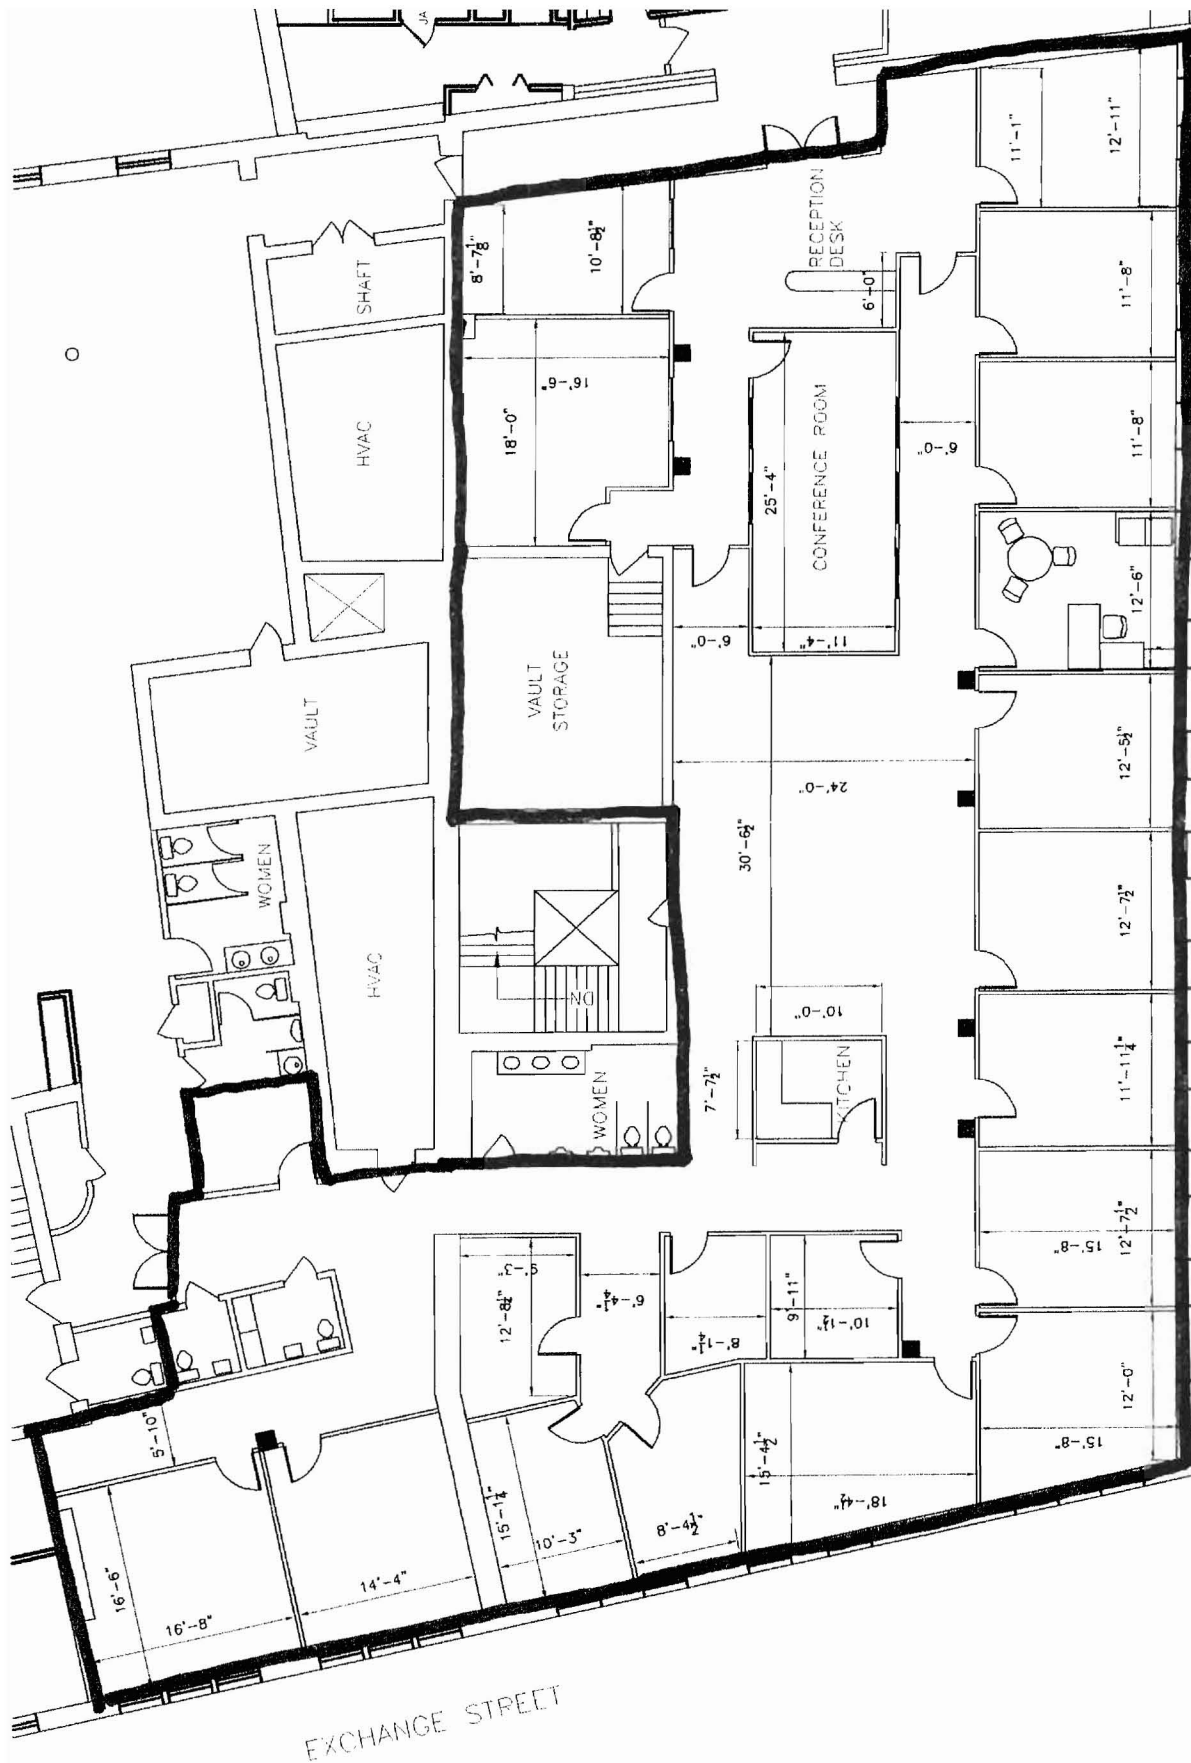 JA
11'-1"
12'-11"
RECEPTION
DESK
8'-7⅛"
10'-8½"
SHAFT
6'-0"
11'-8"
HVAC
16'-6"
18'-0"
25'-4"
CONFERENCE ROOM
6'-0"
11'-8"
12'-6"
6'-0"
11'-4"
VAULT
STORAGE
VAULT
24'-0"
12'-5½"
30'-6½"
WOMEN
12'-7½"
HVAC
DN
10'-0"
KITCHEN
7'-7½"
11'-11¼"
WOMEN
12'-7½"
15'-8"
9'-3"
12'-8½"
6'-4¼"
8'-1¼"
9'-11"
10'-1½"
12'-0"
15'-8"
5'-10"
15'-4½"
18'-4½"
15'-1¼"
10'-3"
8'-4½"
14'-4"
16'-6"
16'-8"
EXCHANGE STREET